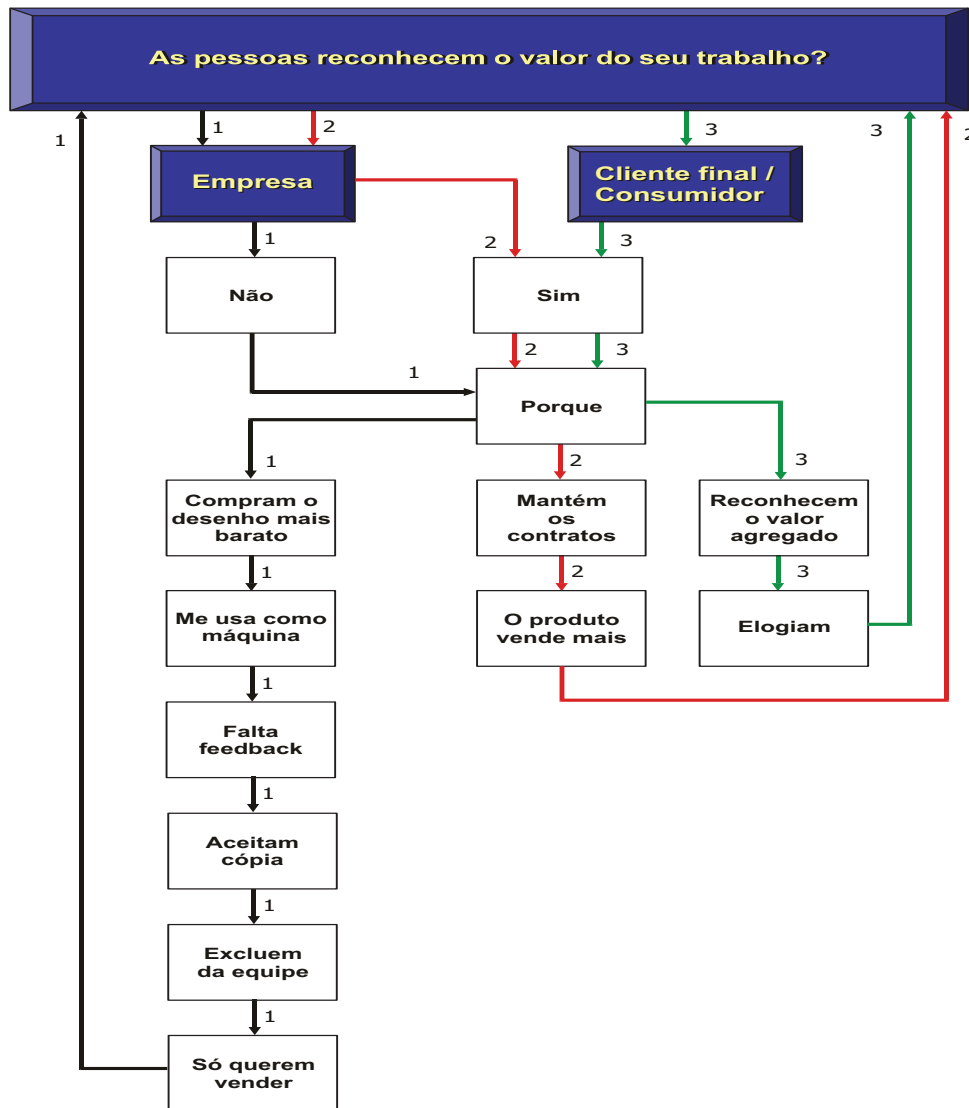 As pessoas reconhecem o valor do seu trabalho?
1
1
2
3
3
2
Empresa
Cliente final /
Consumidor
1
2
3
Não
Sim
2
3
1
Porque
1
2
3
Compram o
desenho mais
barato
Mantém
os
contratos
Reconhecem
o valor
agregado
1
2
3
Me usa como
máquina
O produto
vende mais
Elogiam
1
Falta
feedback
1
Aceitam
cópia
1
Excluem
da equipe
1
Só querem
vender